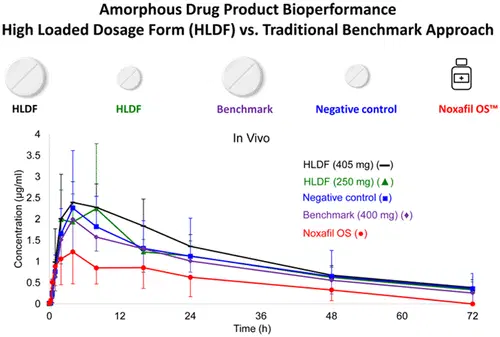 Amorphous Drug Product Bioperformance
High Loaded Dosage Form (HLDF) vs. Traditional Benchmark Approach
HLDF HLDF Benchmark Negative control Noxafil OS™
In Vivo
Concentration (µg/ml)
4
3.5
3
2.5
2
1.5
1
0.5
0
HLDF (405 mg) (━)
HLDF (250 mg) (▲)
Negative control (■)
Benchmark (400 mg) (♦)
Noxafil OS (●)
0 12 24 36 48 60 72
Time (h)